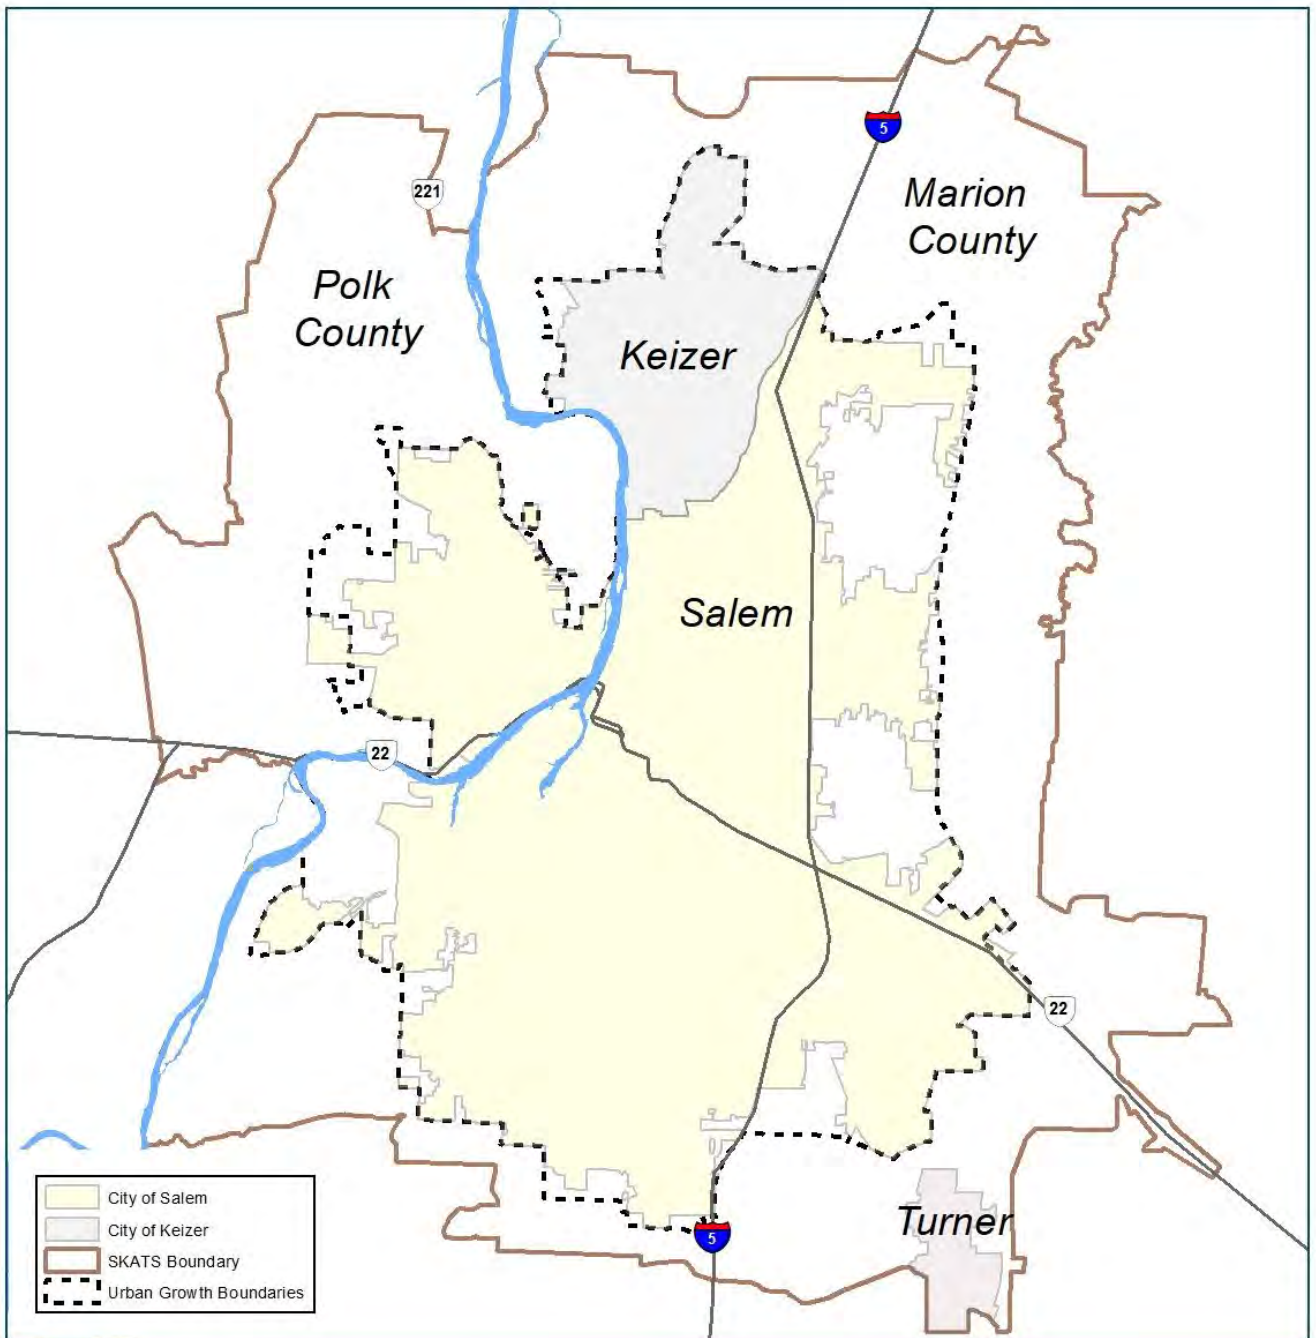 5
221
Marion
County
Polk
County
Keizer
Salem
22
22
Turner
5
City of Salem
City of Keizer
SKATS Boundary
Urban Growth Boundaries